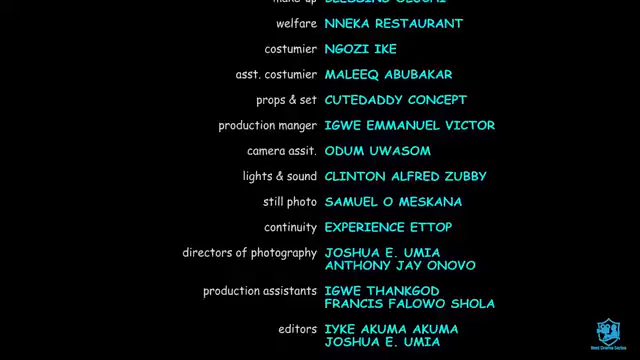 welfare NNEKA RESTAURANT
costumier NGOZI IKE
asst. costumier MALEEQ ABUBAKAR
props & set CUTEDADDY CONCEPT
production manger IGWE EMMANUEL VICTOR
camera assit. ODUM UWASOM
lights & sound CLINTON ALFRED ZUBBY
still photo SAMUEL O MESKANA
continuity EXPERIENCE ETTOP
directors of photography JOSHUA E. UMIA
ANTHONY JAY ONOVO
production assistants IGWE THANKGOD
FRANCIS FALOWO SHOLA
editors IYKE AKUMA AKUMA
JOSHUA E. UMIA